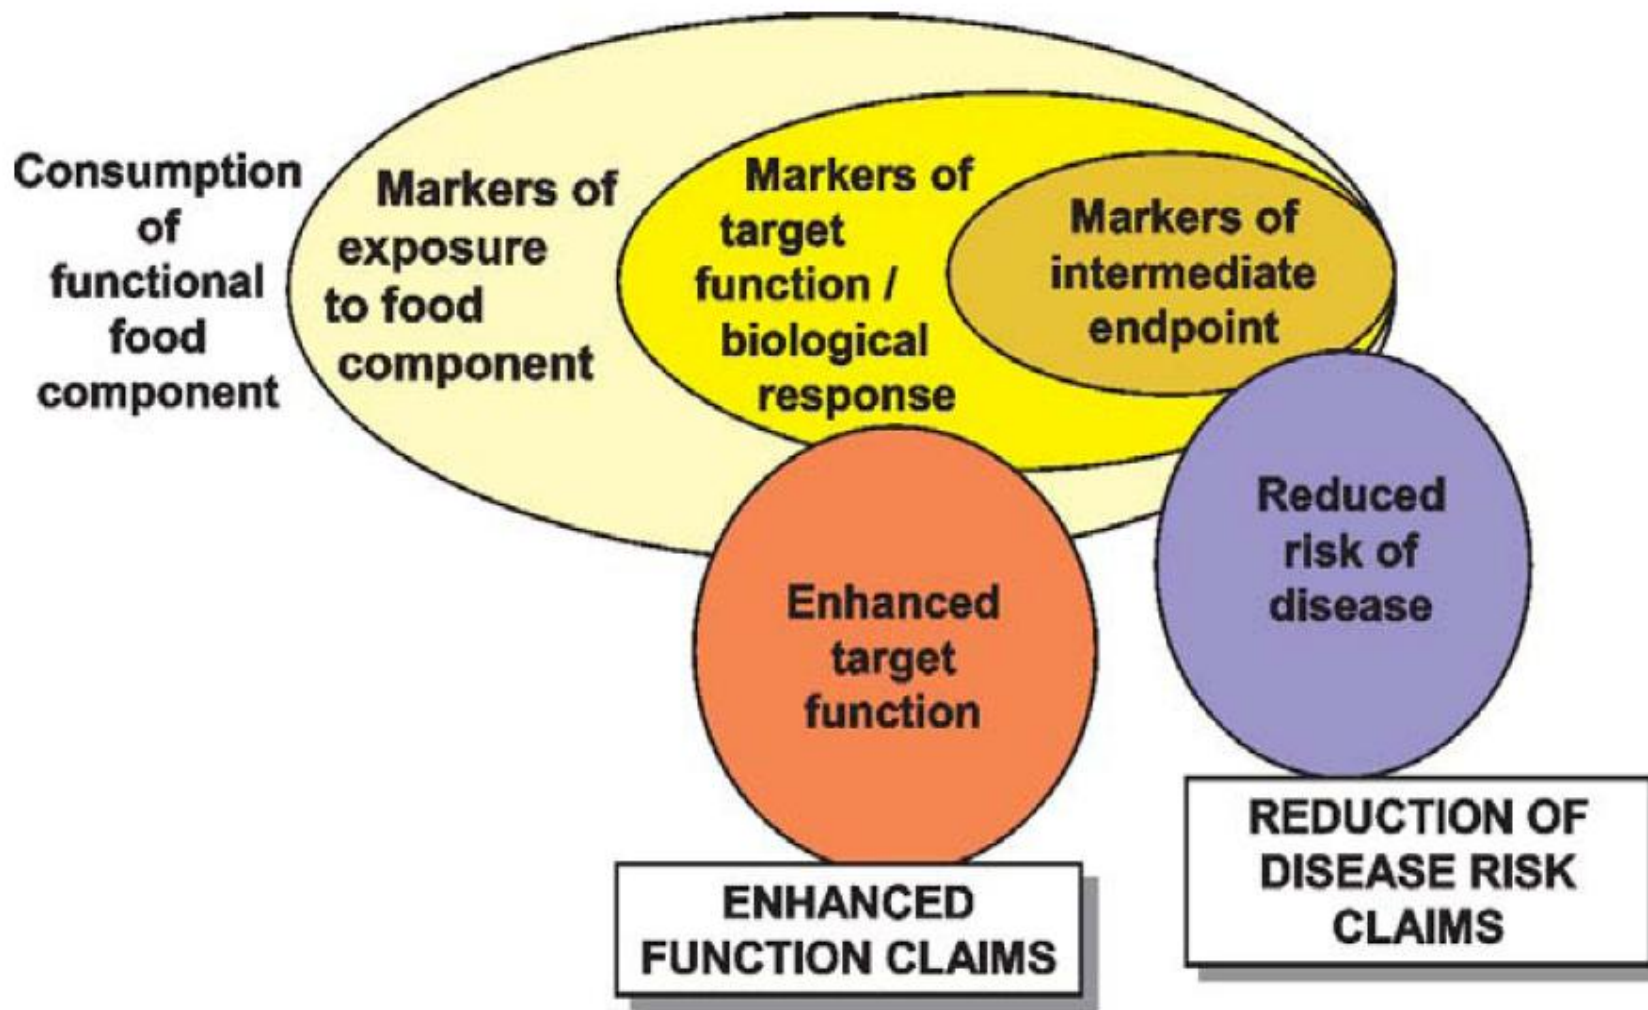 Consumption
of
functional
food
component
Markers of
exposure
to food
component
Markers of
target
function /
biological
response
Markers of
intermediate
endpoint
Enhanced
target
function
Reduced
risk of
disease
ENHANCED
FUNCTION CLAIMS
REDUCTION OF
DISEASE RISK
CLAIMS